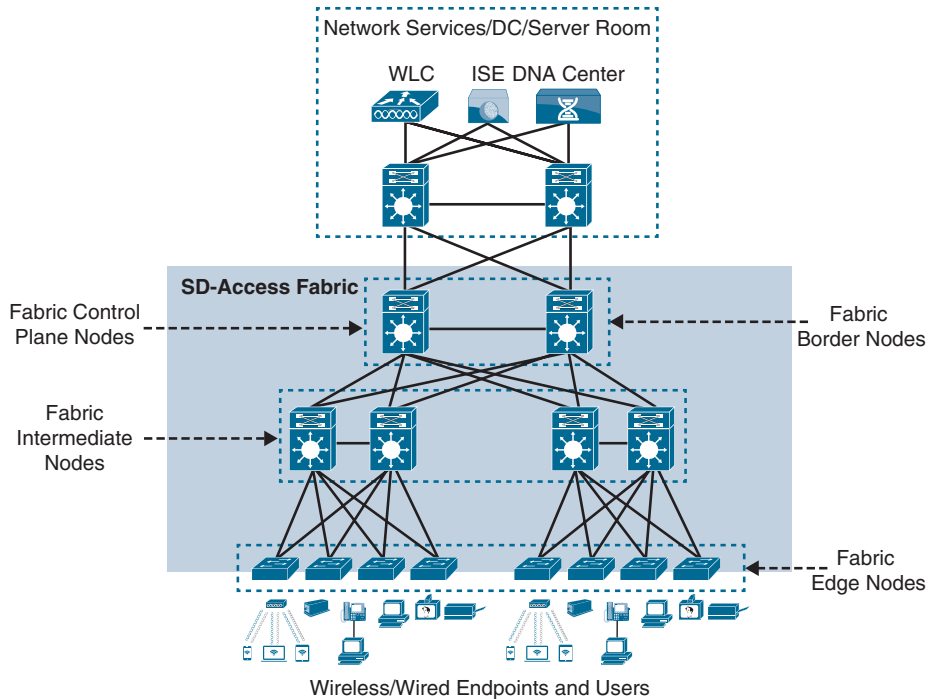 Network Services/DC/Server Room
WLC
ISE DNA Center
SD-Access Fabric
Fabric Control
Plane Nodes
Fabric
Border Nodes
Fabric
Intermediate
Nodes
Fabric
Edge Nodes
Wireless/Wired Endpoints and Users